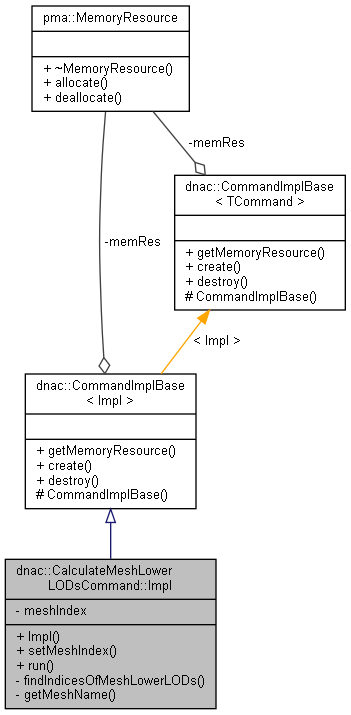 pma::MemoryResource
+ ~MemoryResource()
+ allocate()
+ deallocate()
-memRes
dnac::CommandImplBase
< TCommand >
+ getMemoryResource()
+ create()
+ destroy()
# CommandImplBase()
-memRes
< Impl >
dnac::CommandImplBase
< Impl >
+ getMemoryResource()
+ create()
+ destroy()
# CommandImplBase()
dnac::CalculateMeshLower
LODsCommand::Impl
- meshIndex
+ Impl()
+ setMeshIndex()
+ run()
- findIndicesOfMeshLowerLODs()
- getMeshName()